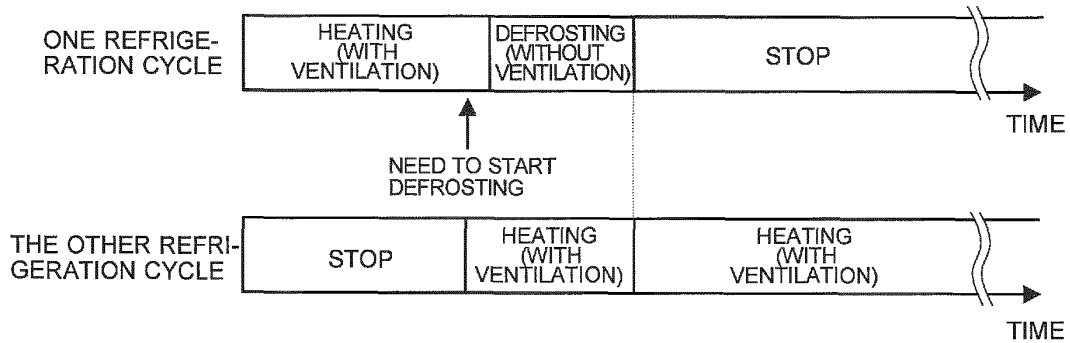 ONE REFRIGE-
RATION CYCLE
HEATING
(WITH
VENTILATION)
DEFROSTING
(WITHOUT
VENTILATION)
STOP
TIME
NEED TO START
DEFROSTING
THE OTHER REFRI-
GERATION CYCLE
STOP
HEATING
(WITH
VENTILATION)
HEATING
(WITH
VENTILATION)
TIME